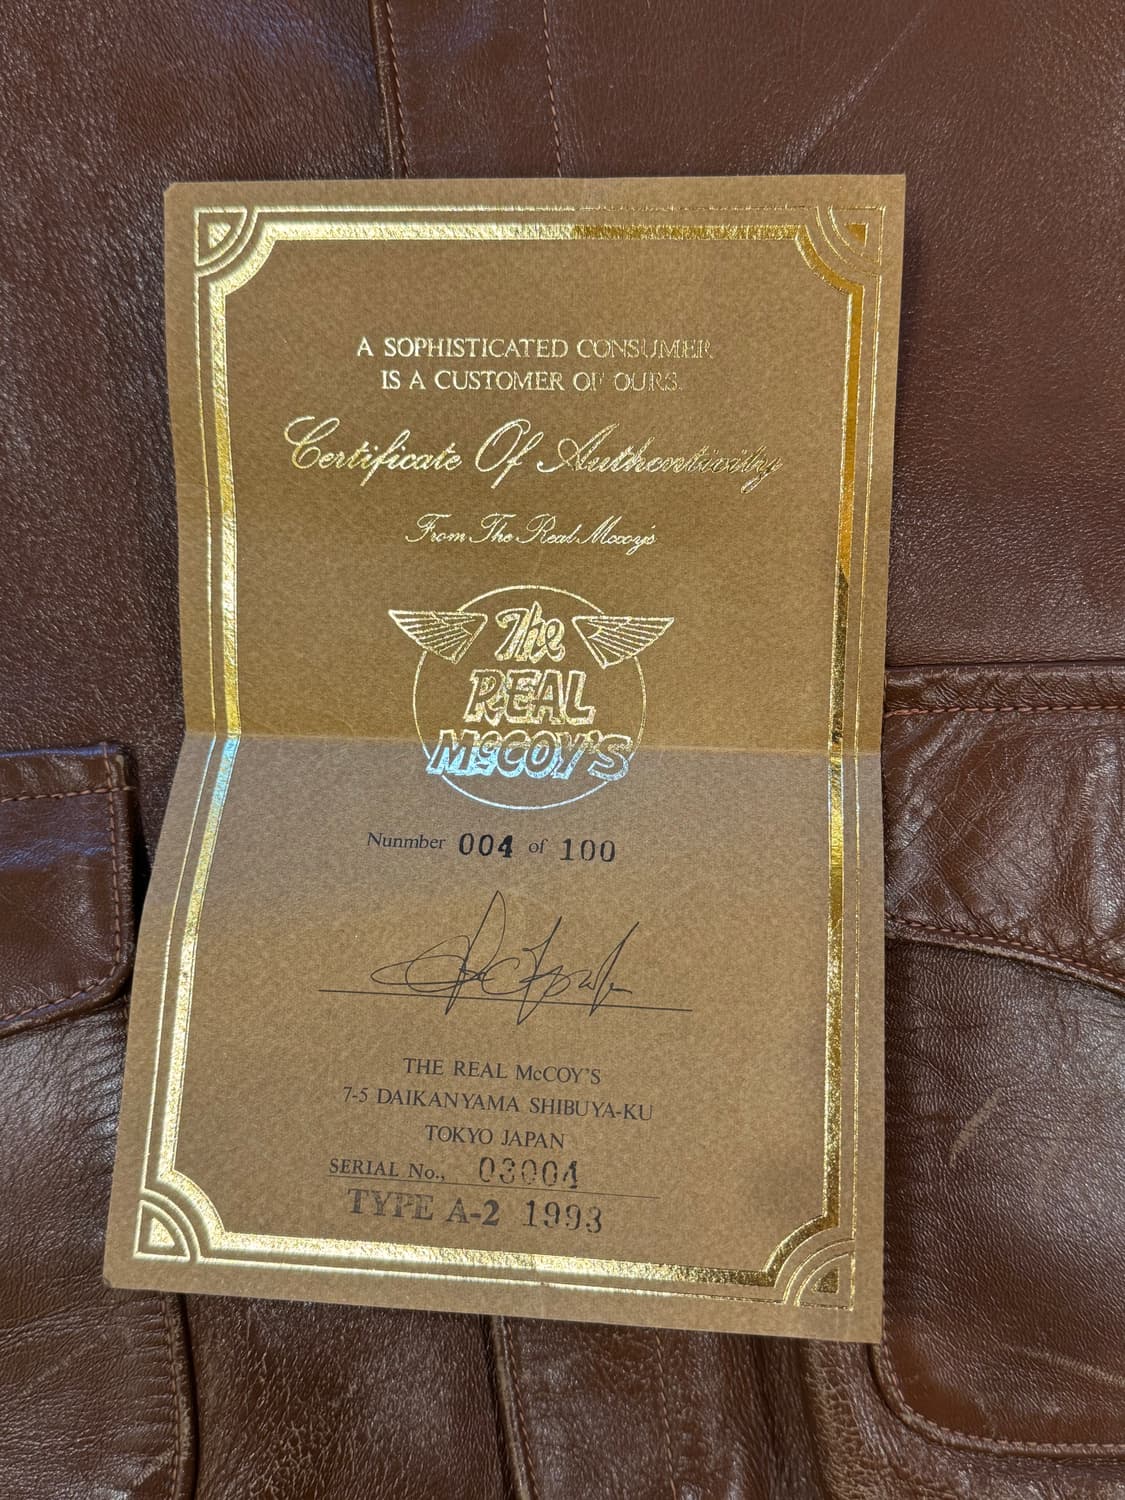 A SOPHISTICATED CONSUMER
IS A CUSTOMER OF OURS.
Certificate Of Authenticity
From The Real Mccoy's
The
REAL
McCOY'S
Nunmber 004 of 100
THE REAL McCOY'S
7-5 DAIKANYAMA SHIBUYA-KU
TOKYO JAPAN
SERIAL No., 03004
TYPE A-2 1993